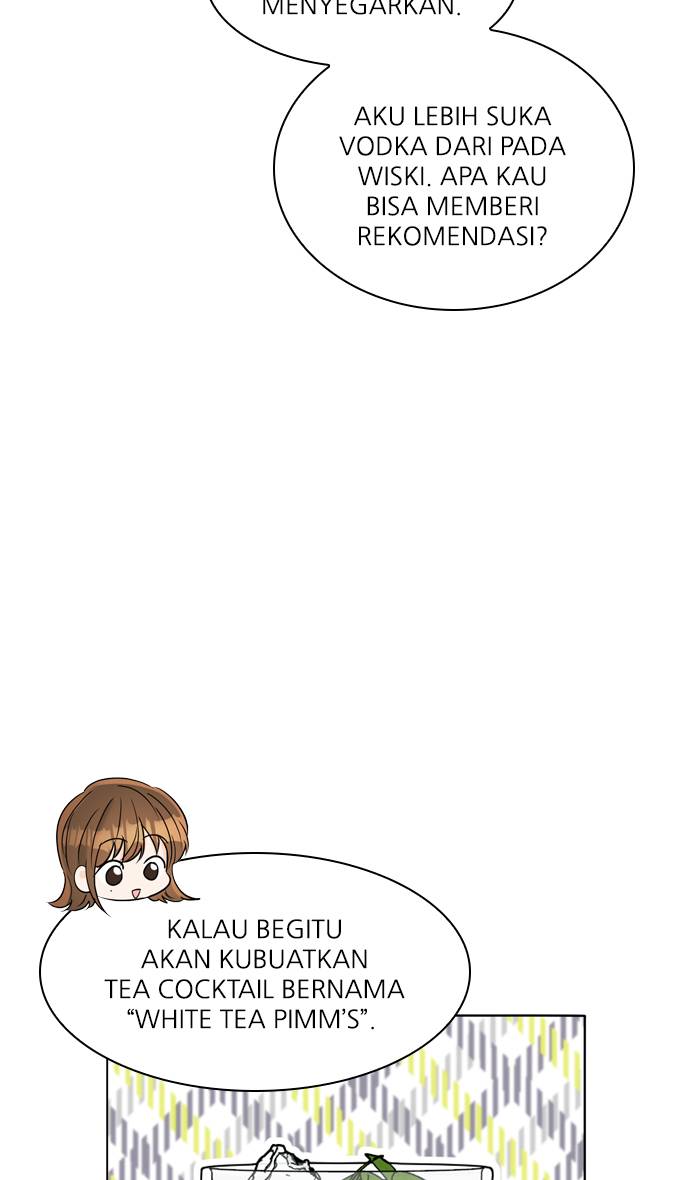 MENYEGARKAN.
AKU LEBIH SUKA
VODKA DARI PADA
WISKI. APA KAU
BISA MEMBERI
REKOMENDASI?
KALAU BEGITU
AKAN KUBUATKAN
TEA COCKTAIL BERNAMA
“WHITE TEA PIMM’S”.